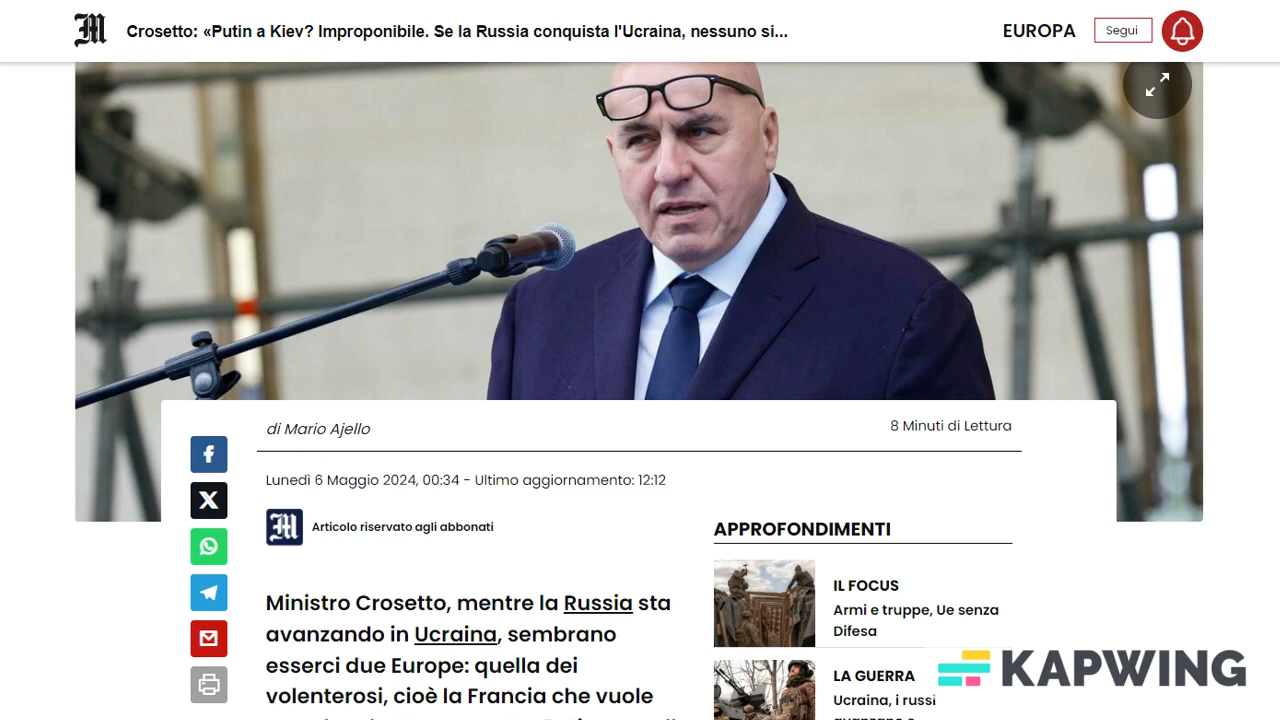 M
Crosetto: «Putin a Kiev? Improponibile. Se la Russia conquista l'Ucraina, nessuno si...
EUROPA
Segui
di Mario Ajello
8 Minuti di Lettura
Lunedì 6 Maggio 2024, 00:34 - Ultimo aggiornamento: 12:12
M
Articolo riservato agli abbonati
Ministro Crosetto, mentre la Russia sta
avanzando in Ucraina, sembrano
esserci due Europe: quella dei
volenterosi, cioè la Francia che vuole
APPROFONDIMENTI
IL FOCUS
Armi e truppe, Ue senza
Difesa
LA GUERRA
Ucraina, i russi
avanzano e
KAPWING